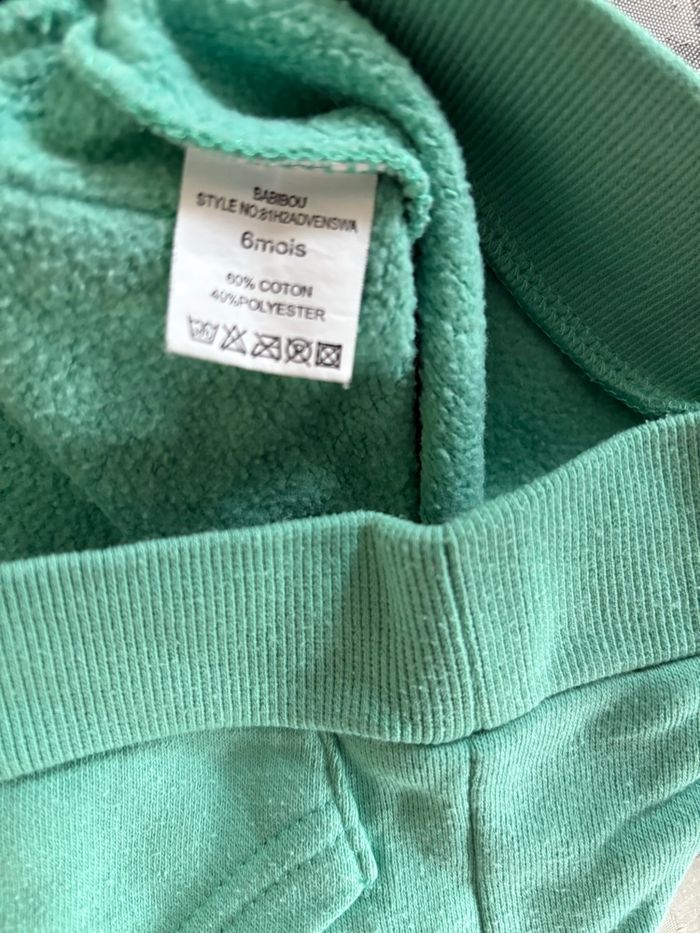 BABIBOU
STYLE NO:81H2ADVENSWA
6mois
60% COTON
40%POLYESTER